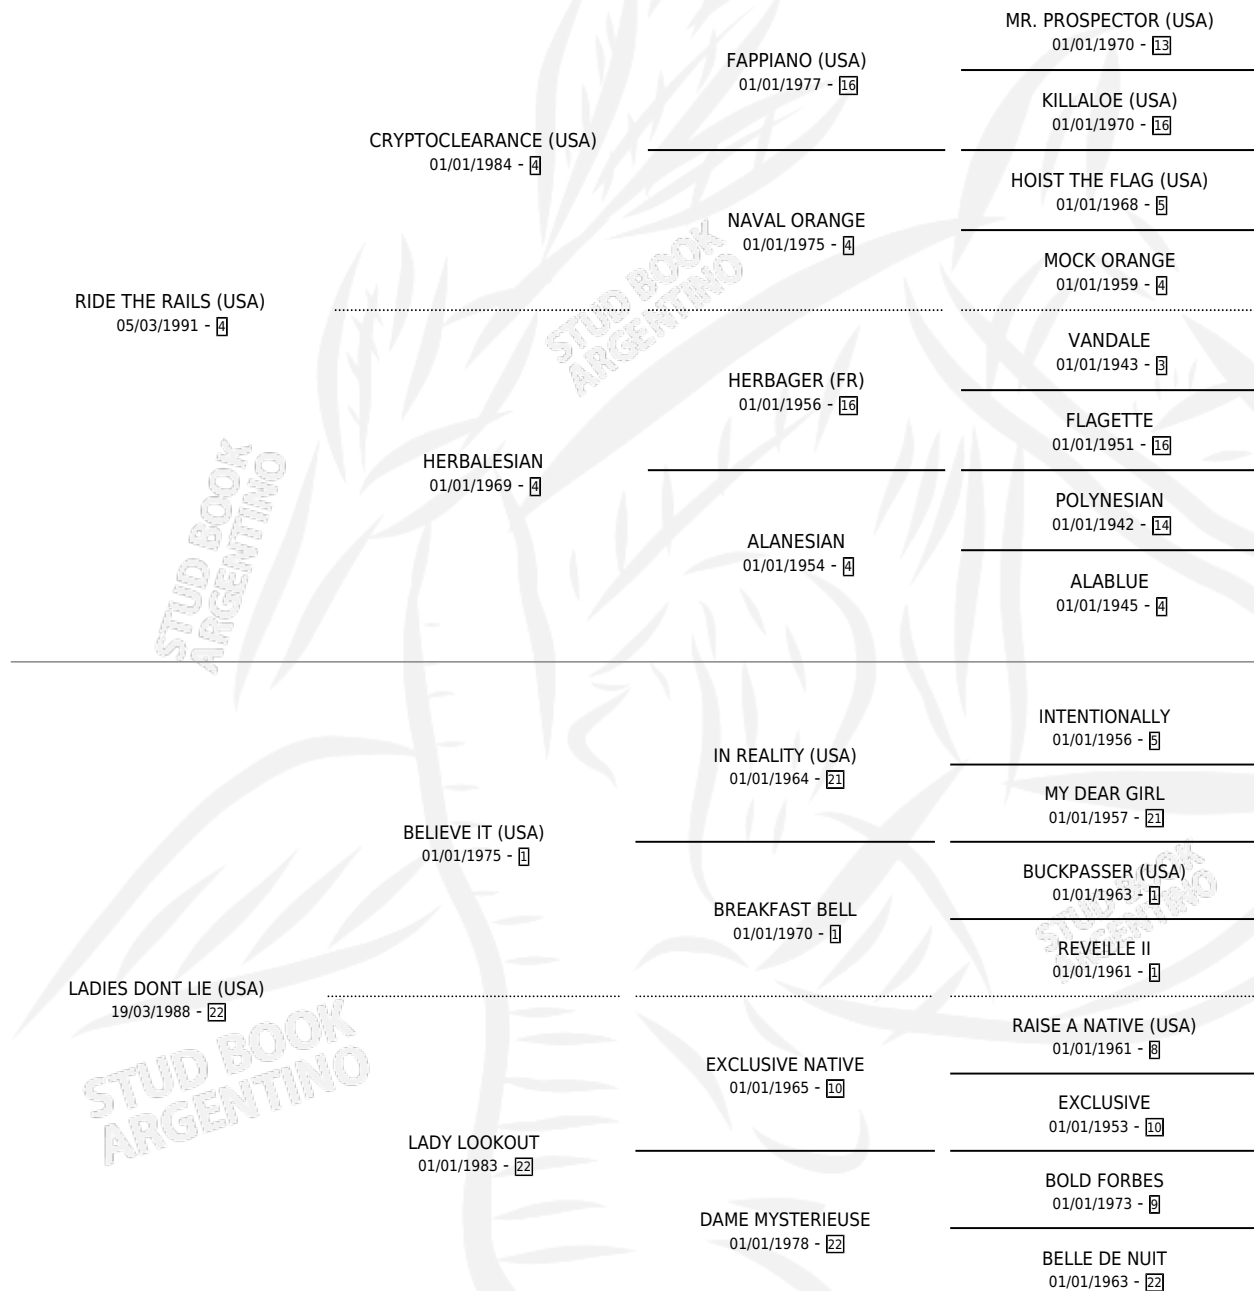 MR. PROSPECTOR (USA)
01/01/1970 - 13
FAPPIANO (USA)
01/01/1977 - 16
KILLALOE (USA)
01/01/1970 - 16
CRYPTOCLEARANCE (USA)
01/01/1984 - 4
HOIST THE FLAG (USA)
01/01/1968 - 5
NAVAL ORANGE
01/01/1975 - 4
MOCK ORANGE
01/01/1959 - 4
RIDE THE RAILS (USA)
05/03/1991 - 4
STUD BOOK
ARGENTINO
VANDALE
01/01/1943 - 3
HERBAGER (FR)
01/01/1956 - 16
FLAGETTE
01/01/1951 - 16
HERBALESIAN
01/01/1969 - 4
POLYNESIAN
01/01/1942 - 14
ALANESIAN
01/01/1954 - 4
ALABLUE
01/01/1945 - 4
STUD BOOK
ARGENTINO
INTENTIONALLY
01/01/1956 - 5
IN REALITY (USA)
01/01/1964 - 21
MY DEAR GIRL
01/01/1957 - 21
BELIEVE IT (USA)
01/01/1975 - 1
BUCKPASSER (USA)
01/01/1963 - 1
BREAKFAST BELL
01/01/1970 - 1
REVEILLE II
01/01/1961 - 1
STUD BOOK
ARGENTINO
LADIES DONT LIE (USA)
19/03/1988 - 22
STUD BOOK
ARGENTINO
RAISE A NATIVE (USA)
01/01/1961 - 8
EXCLUSIVE NATIVE
01/01/1965 - 10
EXCLUSIVE
01/01/1953 - 10
LADY LOOKOUT
01/01/1983 - 22
BOLD FORBES
01/01/1973 - 9
DAME MYSTERIEUSE
01/01/1978 - 22
BELLE DE NUIT
01/01/1963 - 22